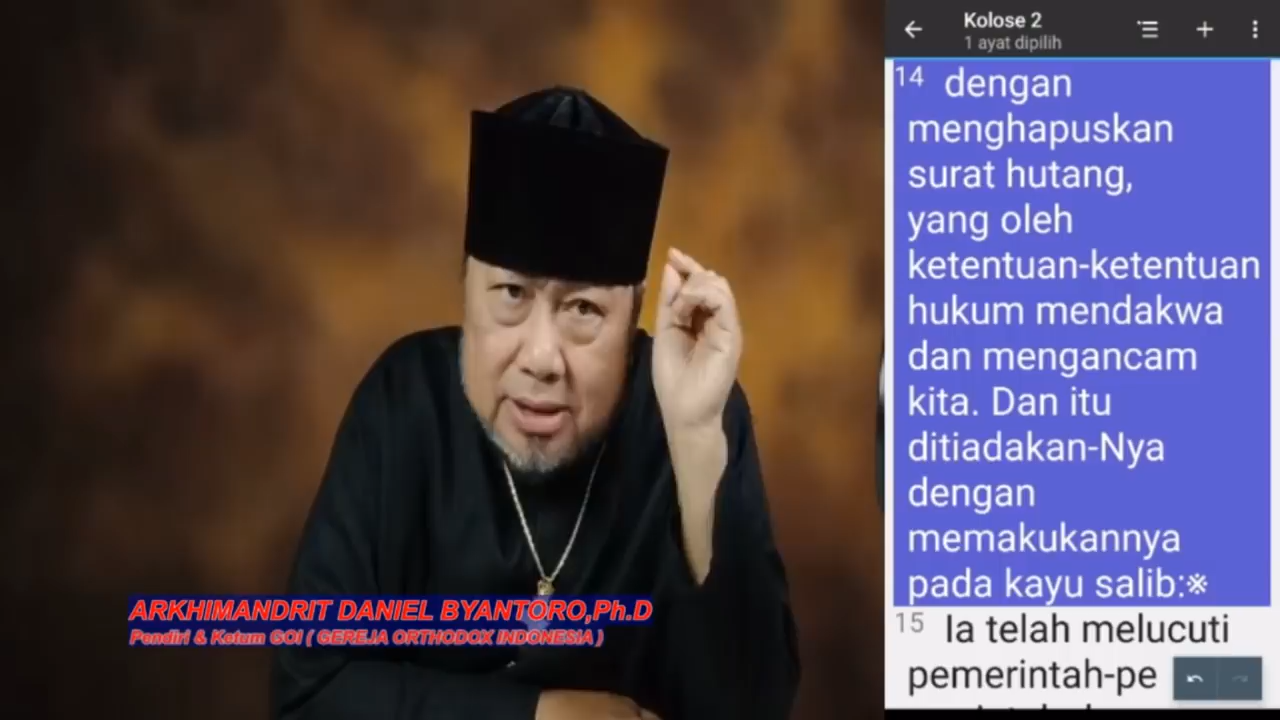 Kolose 2
1 ayat dipilih
14 dengan
menghapuskan
surat hutang,
yang oleh
ketentuan-ketentuan
hukum mendakwa
dan mengancam
kita. Dan itu
ditiadakan-Nya
dengan
memakukannya
pada kayu salib:※
15 Ia telah melucuti
pemerintah-pe
ARKHIMANDRIT DANIEL BYANTORO,Ph.D
Pendiri & Ketum GOI ( GEREJA ORTHODOX INDONESIA )